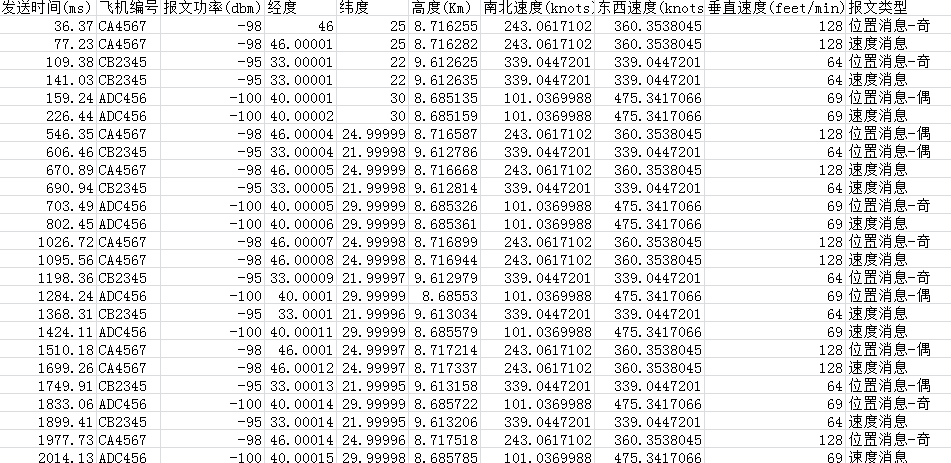 发送时间(ms) 飞机编号 报文功率(dbm) 经度 纬度 高度(Km) 南北速度(knots) 东西速度(knots 垂直速度(feet/min) 报文类型
36.37 CA4567 -98 46 25 8.716255 243.0617102 360.3538045 128 位置消息-奇
77.23 CA4567 -98 46.00001 25 8.716282 243.0617102 360.3538045 128 速度消息
109.38 CB2345 -95 33.00001 22 9.612625 339.0447201 339.0447201 64 位置消息-奇
141.03 CB2345 -95 33.00001 22 9.612635 339.0447201 339.0447201 64 速度消息
159.24 ADC456 -100 40.00001 30 8.685135 101.0369988 475.3417066 69 位置消息-偶
226.44 ADC456 -100 40.00002 30 8.685159 101.0369988 475.3417066 69 速度消息
546.35 CA4567 -98 46.00004 24.99999 8.716587 243.0617102 360.3538045 128 位置消息-偶
606.46 CB2345 -95 33.00004 21.99998 9.612786 339.0447201 339.0447201 64 位置消息-偶
670.89 CA4567 -98 46.00005 24.99999 8.716668 243.0617102 360.3538045 128 速度消息
690.94 CB2345 -95 33.00005 21.99998 9.612814 339.0447201 339.0447201 64 速度消息
703.49 ADC456 -100 40.00005 29.99999 8.685326 101.0369988 475.3417066 69 位置消息-奇
802.45 ADC456 -100 40.00006 29.99999 8.685361 101.0369988 475.3417066 69 速度消息
1026.72 CA4567 -98 46.00007 24.99998 8.716899 243.0617102 360.3538045 128 位置消息-奇
1095.56 CA4567 -98 46.00008 24.99998 8.716944 243.0617102 360.3538045 128 速度消息
1198.36 CB2345 -95 33.00009 21.99997 9.612979 339.0447201 339.0447201 64 位置消息-奇
1284.24 ADC456 -100 40.0001 29.99999 8.68553 101.0369988 475.3417066 69 位置消息-偶
1368.31 CB2345 -95 33.0001 21.99996 9.613034 339.0447201 339.0447201 64 速度消息
1424.11 ADC456 -100 40.00011 29.99999 8.685579 101.0369988 475.3417066 69 速度消息
1510.18 CA4567 -98 46.0001 24.99997 8.717214 243.0617102 360.3538045 128 位置消息-偶
1699.26 CA4567 -98 46.00012 24.99997 8.717337 243.0617102 360.3538045 128 速度消息
1749.91 CB2345 -95 33.00013 21.99995 9.613158 339.0447201 339.0447201 64 位置消息-偶
1833.06 ADC456 -100 40.00014 29.99999 8.685722 101.0369988 475.3417066 69 位置消息-奇
1899.41 CB2345 -95 33.00014 21.99995 9.613206 339.0447201 339.0447201 64 速度消息
1977.73 CA4567 -98 46.00014 24.99996 8.717518 243.0617102 360.3538045 128 位置消息-奇
2014.13 ADC456 -100 40.00015 29.99999 8.685785 101.0369988 475.3417066 69 速度消息